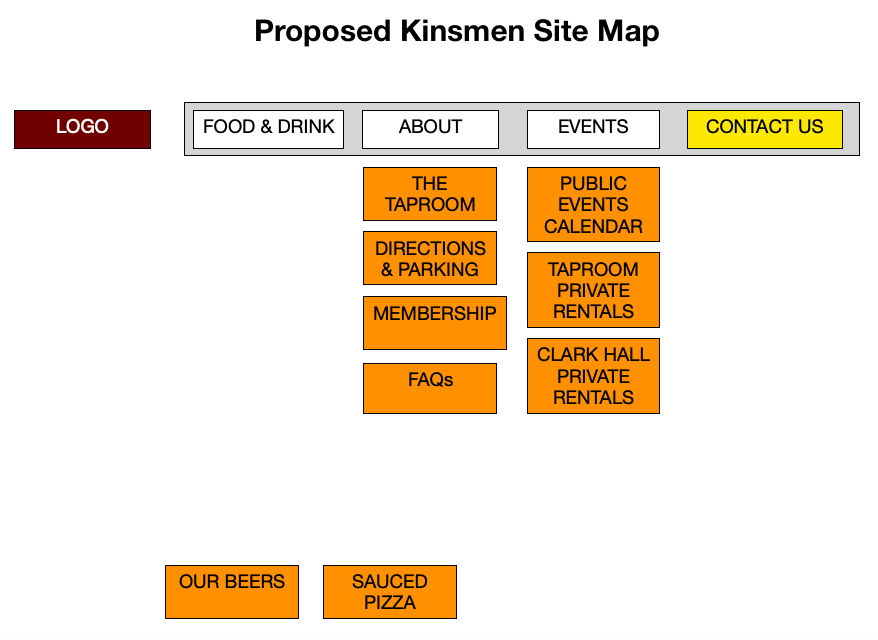 Proposed Kinsmen Site Map
LOGO
FOOD & DRINK
ABOUT
EVENTS
CONTACT US
THE
TAPROOM
DIRECTIONS
& PARKING
MEMBERSHIP
FAQs
PUBLIC
EVENTS
CALENDAR
TAPROOM
PRIVATE
RENTALS
CLARK HALL
PRIVATE
RENTALS
OUR BEERS
SAUCED
PIZZA